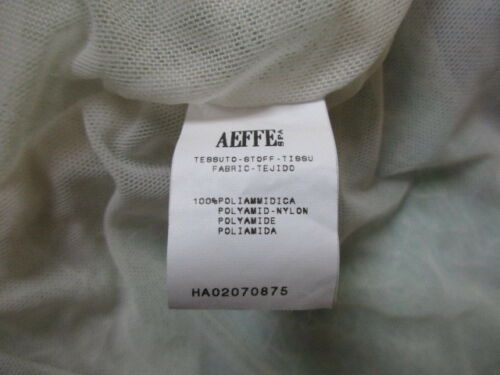 AEFFE SPA
TESSUTO-STOFF-TISSU
FABRIC-TEJIDO
100%POLIAMMIDICA
POLYAMID-NYLON
POLYAMIDE
POLIAMIDA
HA02070875